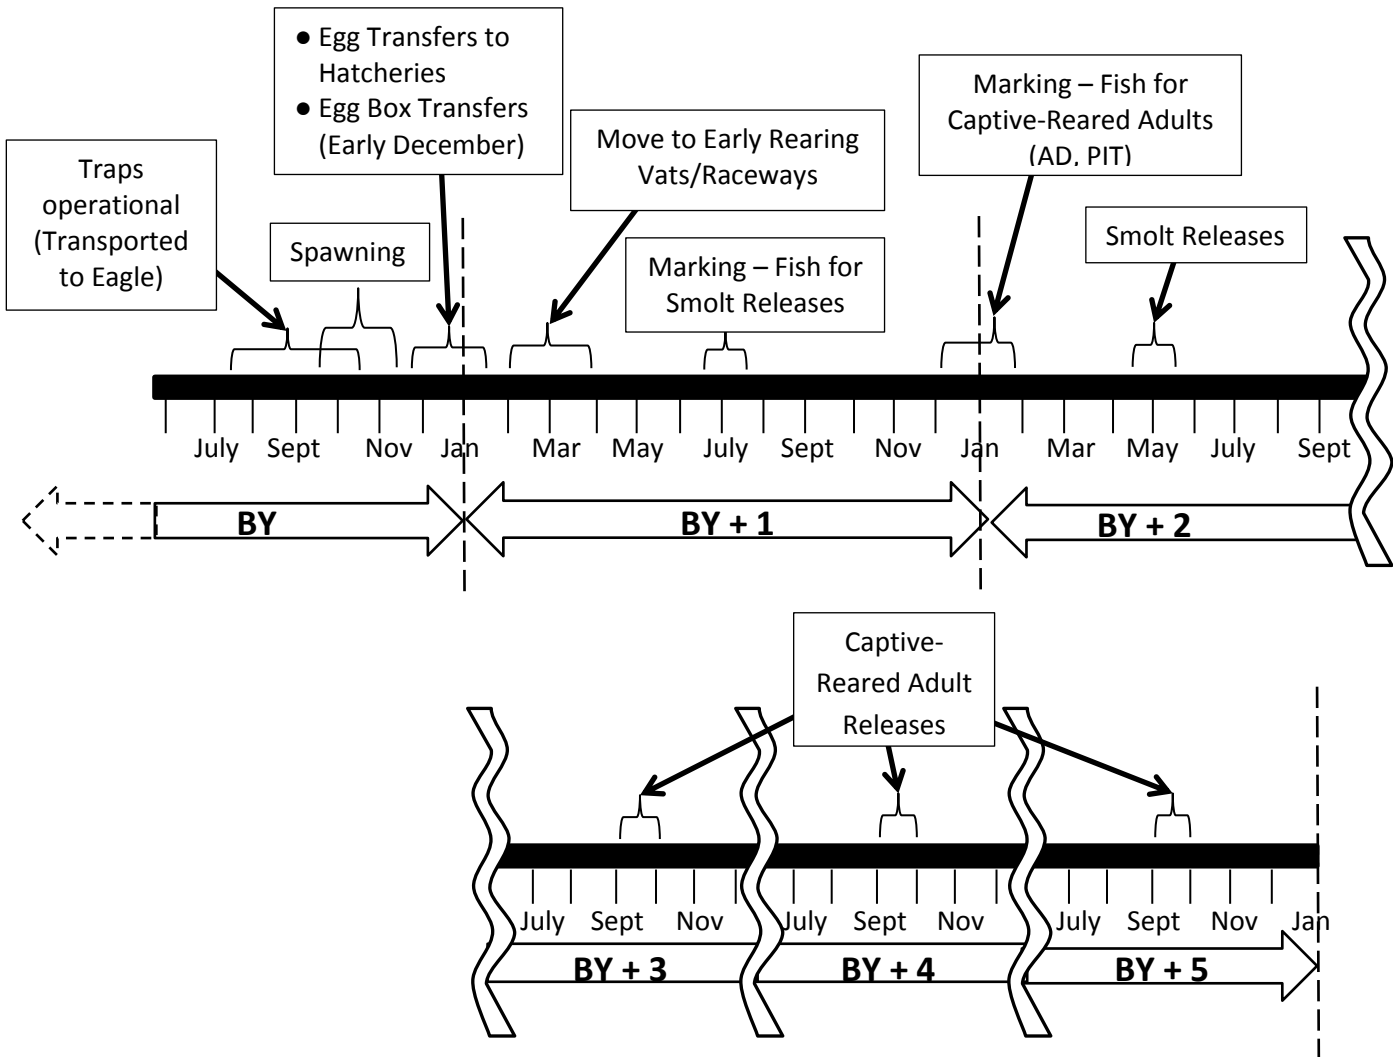 ● Egg Transfers to
Hatcheries
● Egg Box Transfers
(Early December)
Marking – Fish for
Captive-Reared Adults
(AD, PIT)
Move to Early Rearing
Vats/Raceways
Traps
operational
(Transported
to Eagle)
Spawning
Marking – Fish for
Smolt Releases
Smolt Releases
July Sept Nov Jan Mar May July Sept Nov Jan Mar May July Sept
BY BY + 1 BY + 2
Captive-
Reared Adult
Releases
July Sept Nov July Sept Nov July Sept Nov Jan
BY + 3 BY + 4 BY + 5